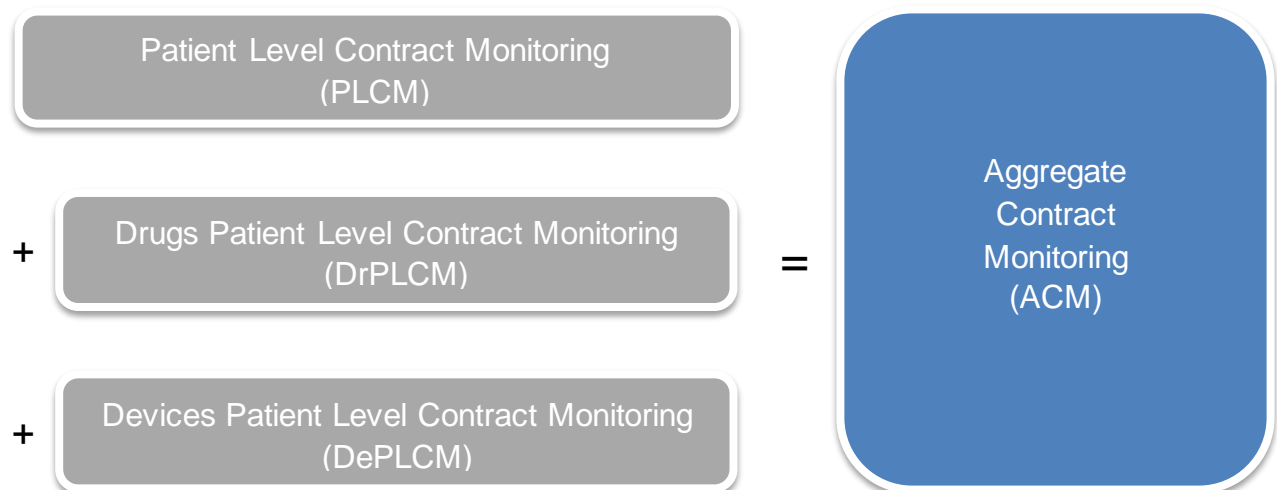 Patient Level Contract Monitoring
(PLCM)
+
Drugs Patient Level Contract Monitoring
(DrPLCM)
+
Devices Patient Level Contract Monitoring
(DePLCM)
=
Aggregate
Contract
Monitoring
(ACM)